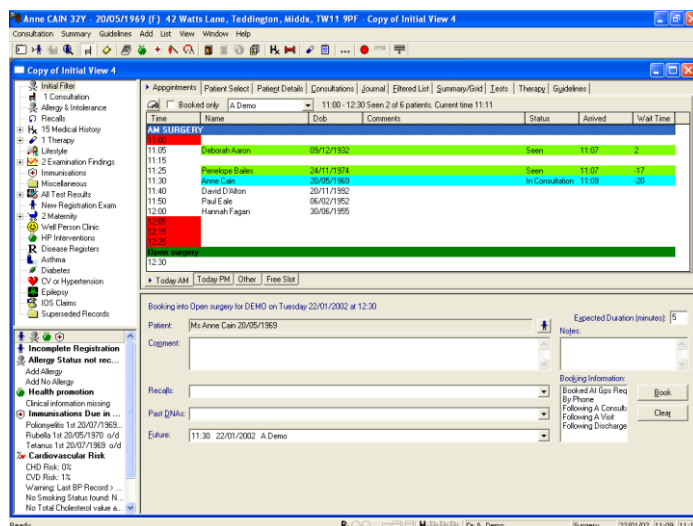 Anne CAIN 32Y - 20/05/1969 (F) 42 Watts Lane, Teddington, Middx, TW11 9PF - Copy of Initial View 4
Consultation Summary Guidelines Add List View Window Help
Copy of Initial View 4
Initial Filter
1 Consultation
Allergy & Intolerance
Recalls
15 Medical History
1 Therapy
Lifestyle
2 Examination Findings
Immunisations
Miscellaneous
All Test Results
New Registration Exam
2 Maternity
Well Person Clinic
HP Interventions
Disease Registers
Asthma
Diabetes
CV or Hypertension
Epilepsy
IOS Claims
Superseded Records
Incomplete Registration
Allergy Status not rec...
Add Allergy
Add No Allergy
Health promotion
Clinical information missing
Immunisations Due in ...
Poliomyelitis 1st 20/07/1969...
Rubella 1st 20/05/1970 o/d
Tetanus 1st 20/07/1969 o/d
Cardiovascular Risk
CHD Risk: 0%
CVD Risk: 1%
Warning: Last BP Record > ...
No Smoking Status found: N...
No Total Cholesterol value a...
Appointments Patient Select Patient Details Consultations Journal Filtered List Summary/Grid Tests Therapy Guidelines
Booked only A Demo 11:00 - 12:30 Seen 2 of 6 patients. Current time 11:11
Time Name Dob Comments Status Arrived Wait Time
AM SURGERY
11:00
11:05 Deborah Aaron 09/12/1932 Seen 11:07 2
11:15
11:25 Penelope Bailes 24/11/1974 Seen 11:07 -17
11:30 Anne Cain 20/05/1969 In Consultation 11:09 -20
11:40 David D'Alton 20/11/1992
11:50 Paul Eale 06/02/1952
12:00 Hannah Fagan 30/06/1955
12:05
12:15
12:25
Open surgery
12:30
Today AM Today PM Other Free Slot
Booking into Open surgery for DEMO on Tuesday 22/01/2002 at 12:30
Patient: Ms Anne Cain 20/05/1969
Expected Duration (minutes): 5
Comment:
Notes:
Recalls:
Past DNAs:
Future: 11:30 22/01/2002 A Demo
Booking Information:
Booked At Gps Req
By Phone
Following A Consult
Following A Visit
Following Discharge
Book
Clear
Ready
Dr A Demo
Surgery 22/01/02 11:09